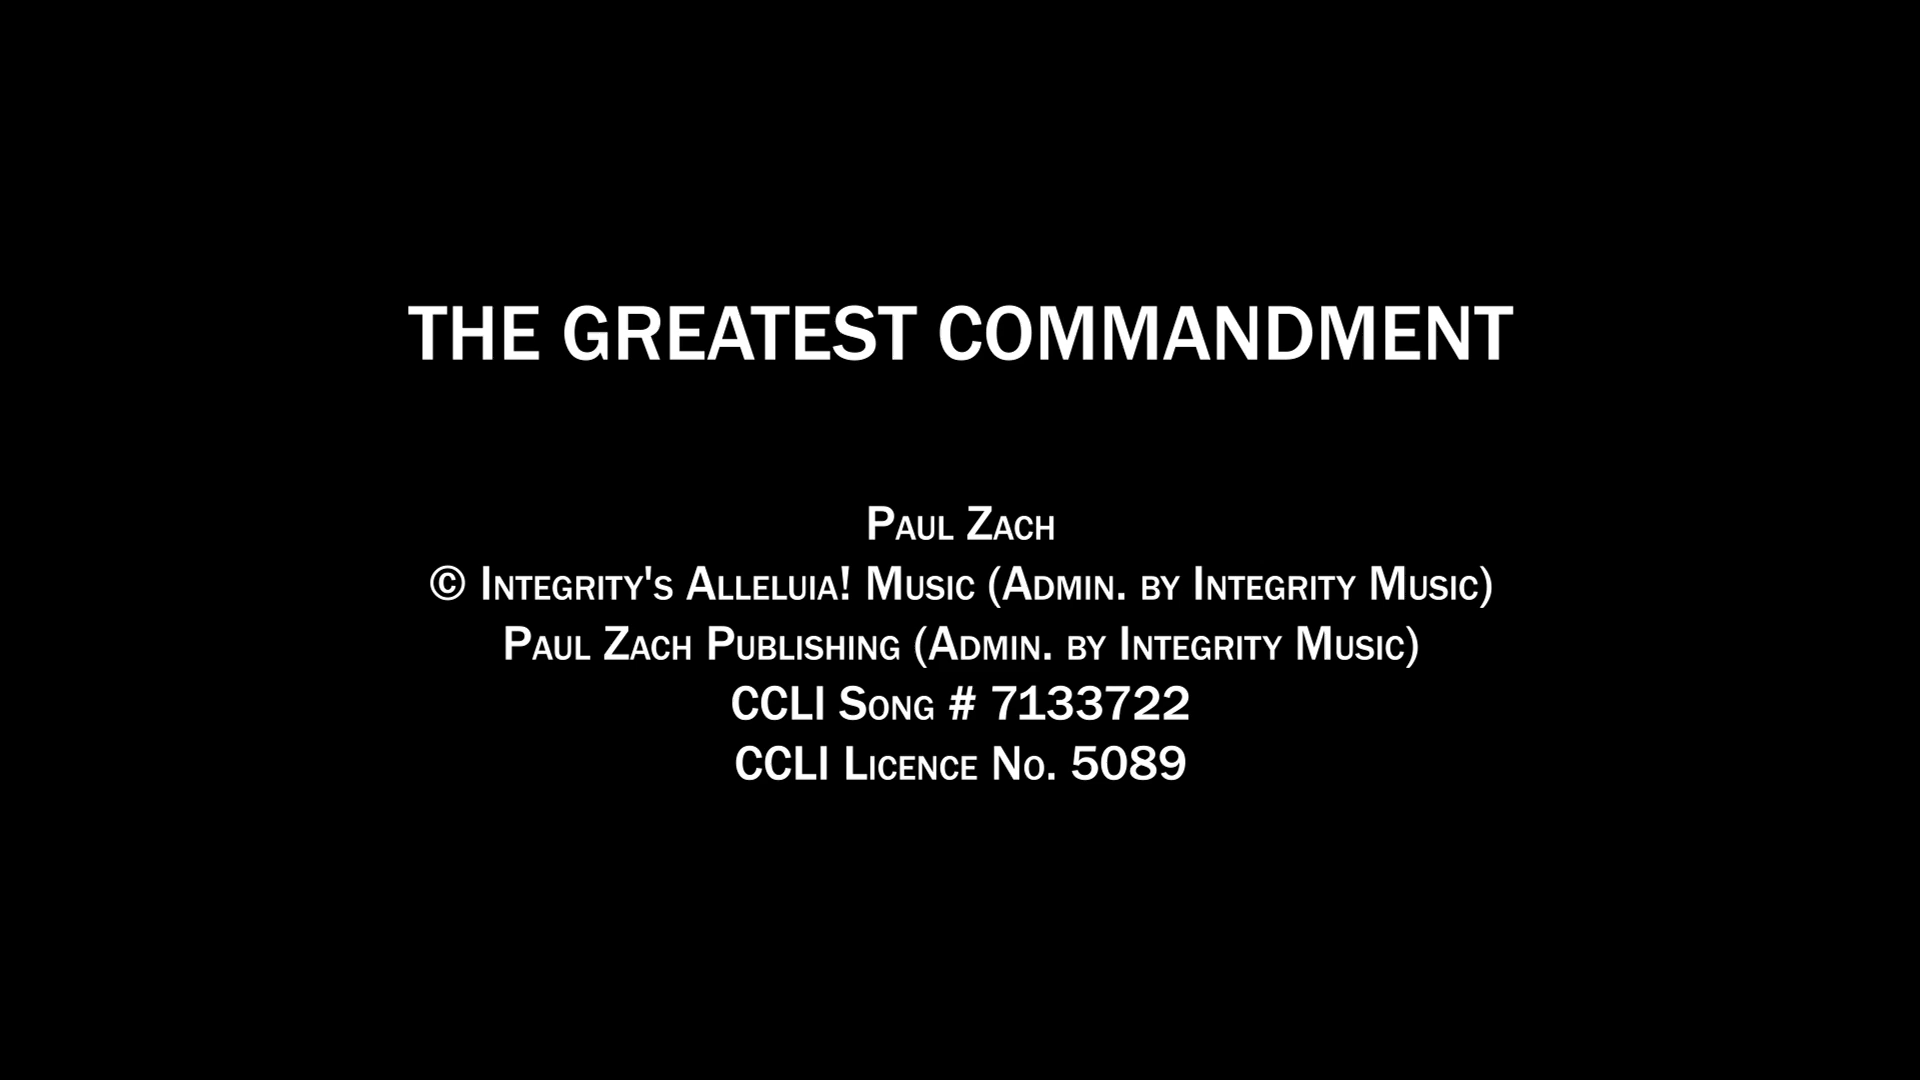 THE GREATEST COMMANDMENT
Paul Zach
© Integrity's Alleluia! Music (Admin. by Integrity Music)
Paul Zach Publishing (Admin. by Integrity Music)
CCLI Song # 7133722
CCLI Licence No. 5089